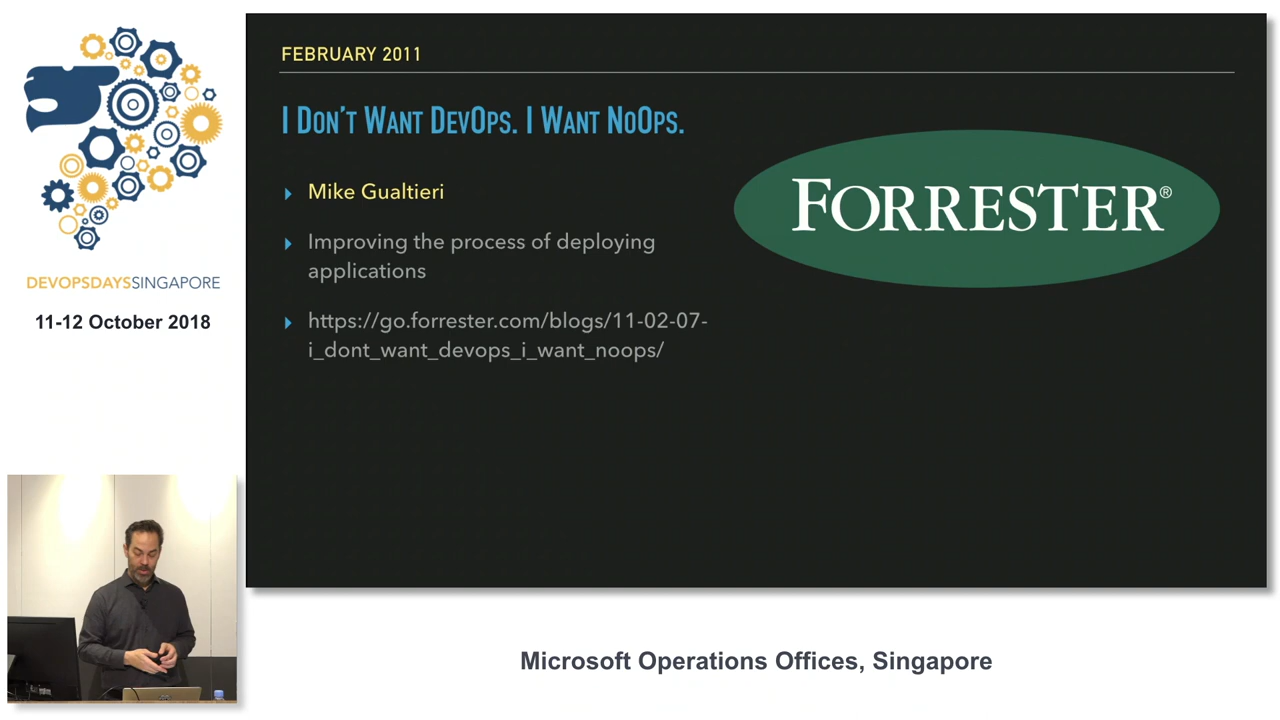 FEBRUARY 2011
I DON'T WANT DEVOPS. I WANT NOOPS.
Mike Gualtieri
Improving the process of deploying
applications
https://go.forrester.com/blogs/11-02-07-
i_dont_want_devops_i_want_noops/
FORRESTER®
DEVOPSDAYSSINGAPORE
11-12 October 2018
Microsoft Operations Offices, Singapore